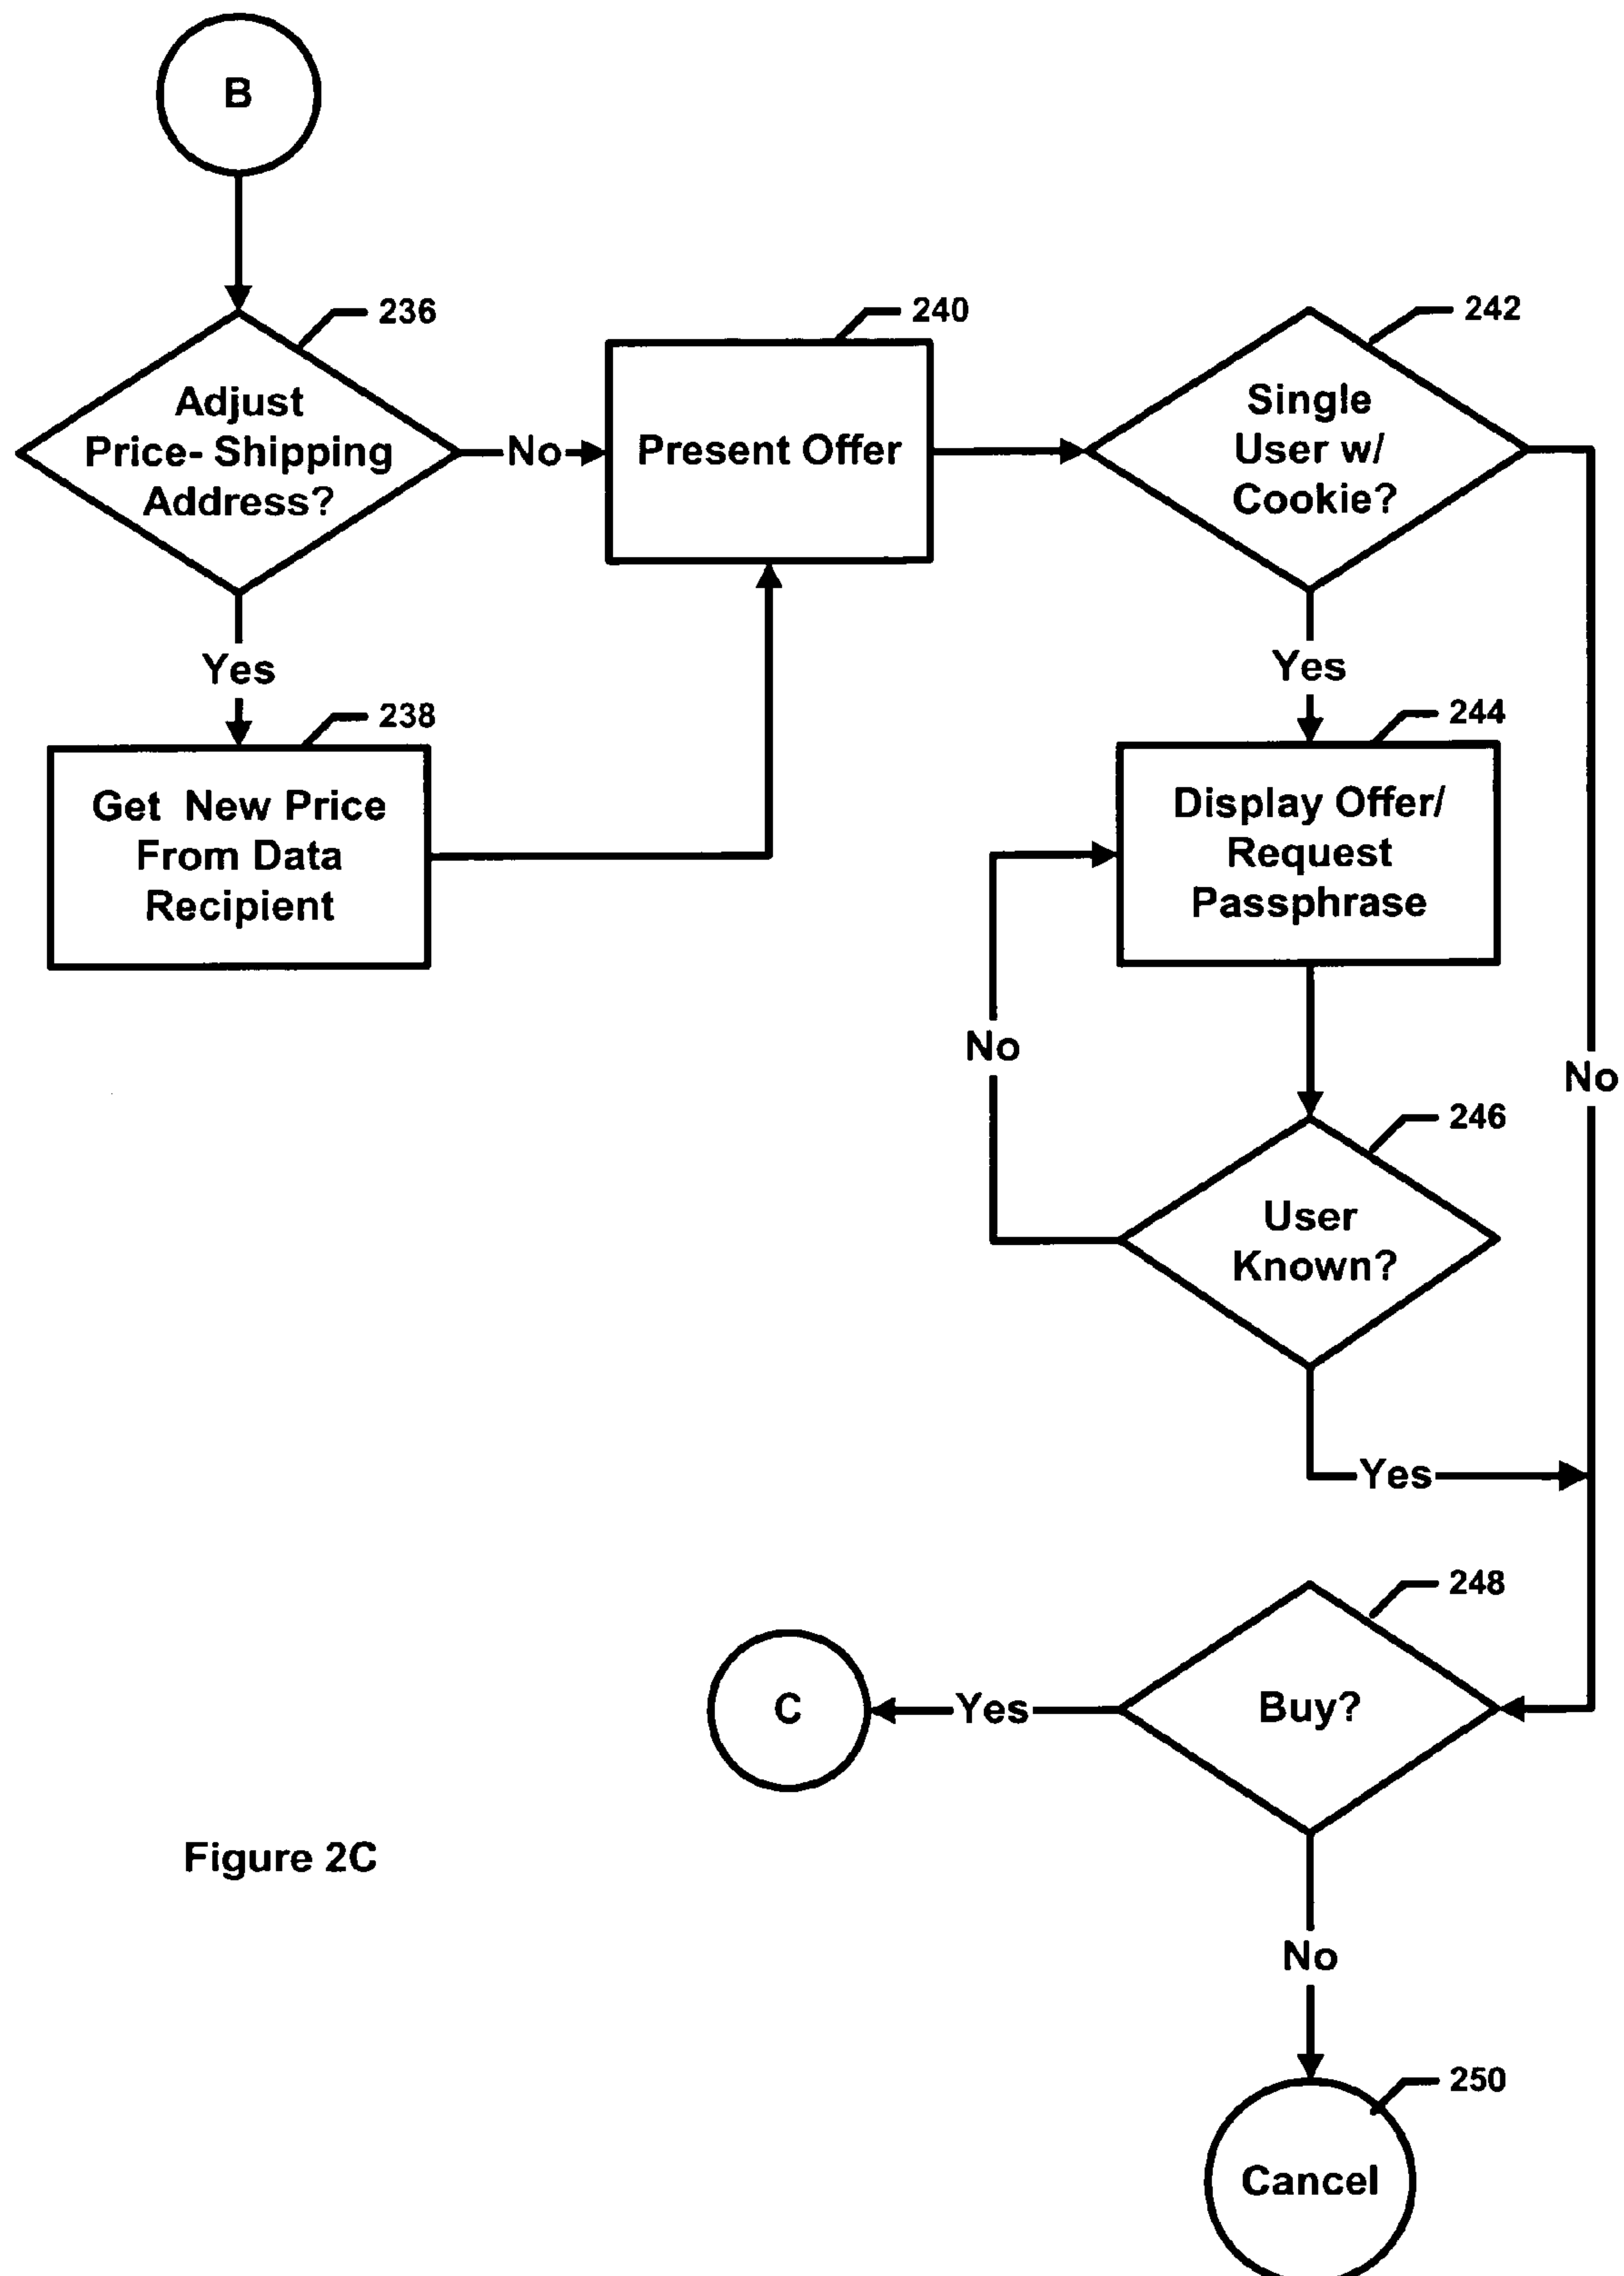 B
236
Adjust
Price- Shipping
Address?
No
240
Present Offer
242
Single
User w/
Cookie?
Yes
238
Get New Price
From Data
Recipient
Yes
244
Display Offer/
Request
Passphrase
No
No
246
User
Known?
Yes
248
Buy?
Yes
C
Figure 2C
No
250
Cancel